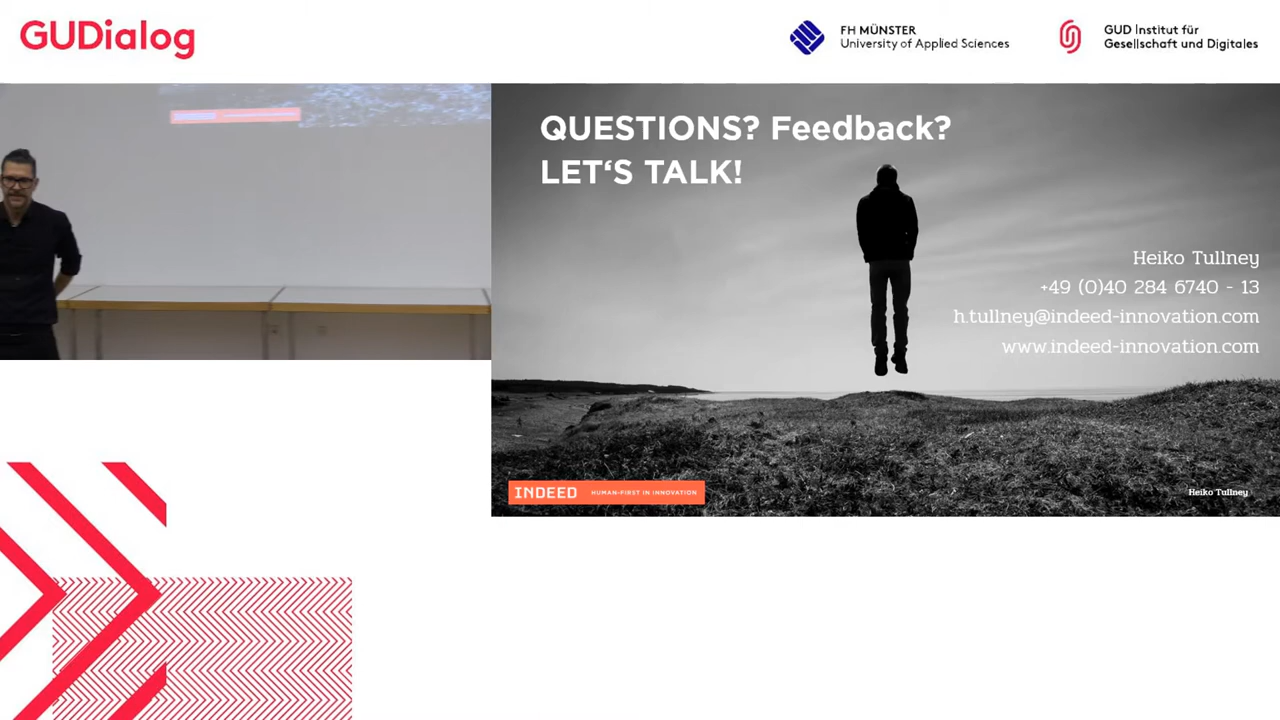 GUDialog
FH MÜNSTER
University of Applied Sciences
GUD Institut für
Gesellschaft und Digitales
QUESTIONS? Feedback?
LET‘S TALK!
Heiko Tullney
+49 (0)40 284 6740 - 13
h.tullney@indeed-innovation.com
www.indeed-innovation.com
INDEED HUMAN-FIRST IN INNOVATION
Heiko Tullney